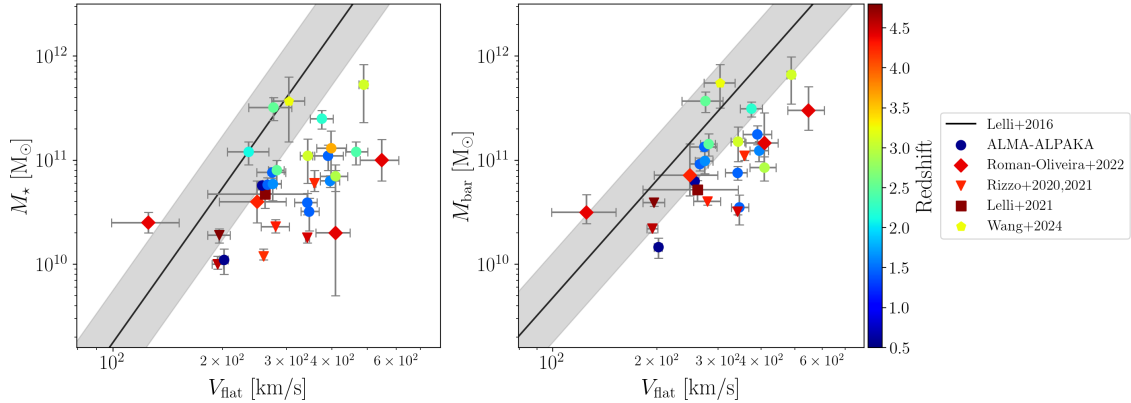 10¹²
10¹¹
10¹⁰
M⋆ [M⊙]
10² 2 × 10² 3 × 10² 4 × 10² 6 × 10²
V_flat [km/s]
10¹²
10¹¹
10¹⁰
M_bar [M⊙]
10² 2 × 10² 3 × 10² 4 × 10² 6 × 10²
V_flat [km/s]
4.5
4.0
3.5
3.0
2.5
2.0
1.5
1.0
0.5
Redshift
Lelli+2016
ALMA-ALPAKA
Roman-Oliveira+2022
Rizzo+2020,2021
Lelli+2021
Wang+2024